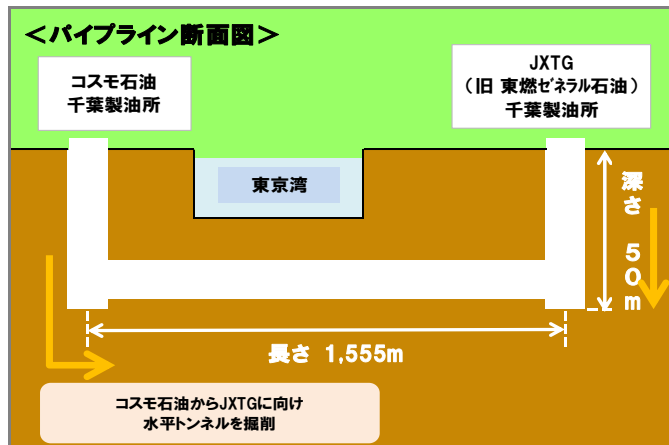 ＜パイプライン断面図＞
コスモ石油
千葉製油所
JXTG
（旧 東燃ｾﾞﾈﾗﾙ石油）
千葉製油所
東京湾
深さ 50m
長さ 1,555m
コスモ石油からJXTGに向け
水平トンネルを掘削